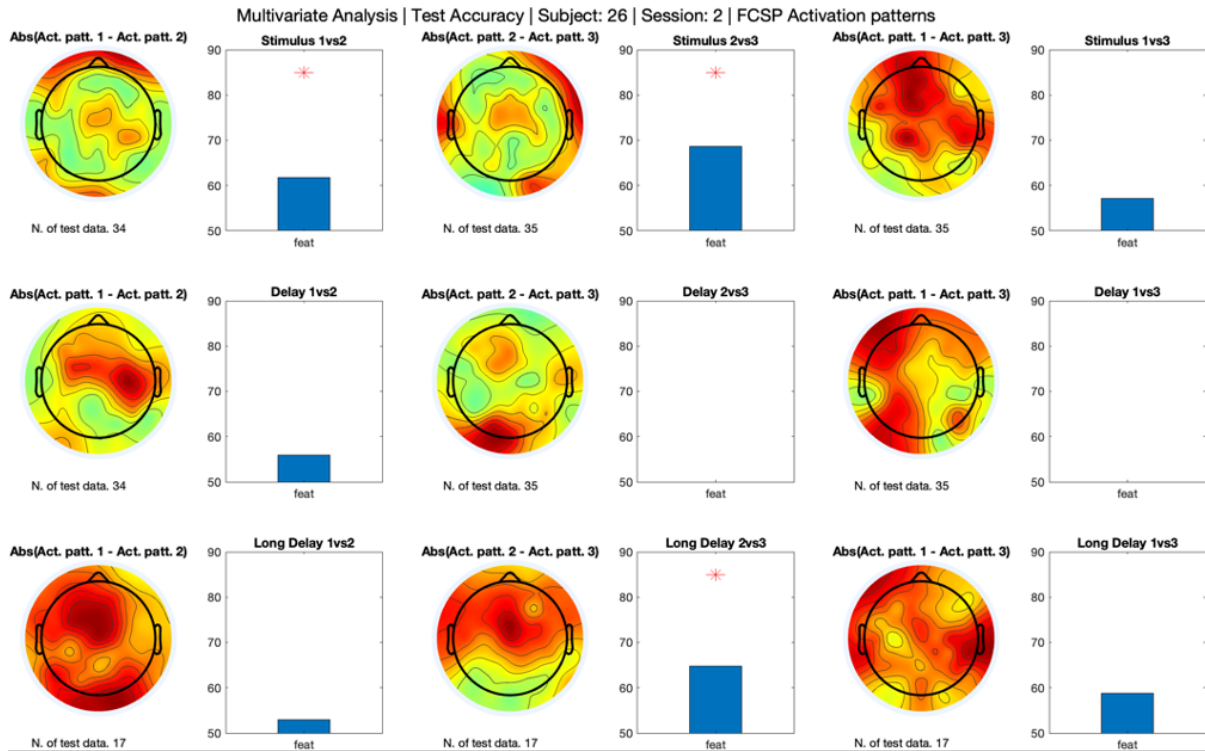 Multivariate Analysis | Test Accuracy | Subject: 26 | Session: 2 | FCSP Activation patterns
Abs(Act. patt. 1 - Act. patt. 2)
Stimulus 1vs2
90
80
70
60
50
feat
N. of test data. 34
Abs(Act. patt. 2 - Act. patt. 3)
Stimulus 2vs3
90
80
70
60
50
feat
N. of test data. 35
Abs(Act. patt. 1 - Act. patt. 3)
Stimulus 1vs3
90
80
70
60
50
feat
N. of test data. 35
Abs(Act. patt. 1 - Act. patt. 2)
Delay 1vs2
90
80
70
60
50
feat
N. of test data. 34
Abs(Act. patt. 2 - Act. patt. 3)
Delay 2vs3
90
80
70
60
50
feat
N. of test data. 35
Abs(Act. patt. 1 - Act. patt. 3)
Delay 1vs3
90
80
70
60
50
feat
N. of test data. 35
Abs(Act. patt. 1 - Act. patt. 2)
Long Delay 1vs2
90
80
70
60
50
feat
N. of test data. 17
Abs(Act. patt. 2 - Act. patt. 3)
Long Delay 2vs3
90
80
70
60
50
feat
N. of test data. 17
Abs(Act. patt. 1 - Act. patt. 3)
Long Delay 1vs3
90
80
70
60
50
feat
N. of test data. 17